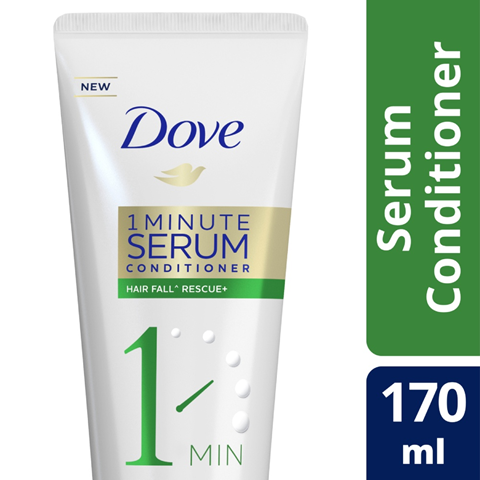 NEW
Dove
1 MINUTE
SERUM
CONDITIONER
HAIR FALL^ RESCUE+
1
MIN
Serum
Conditioner
170
ml